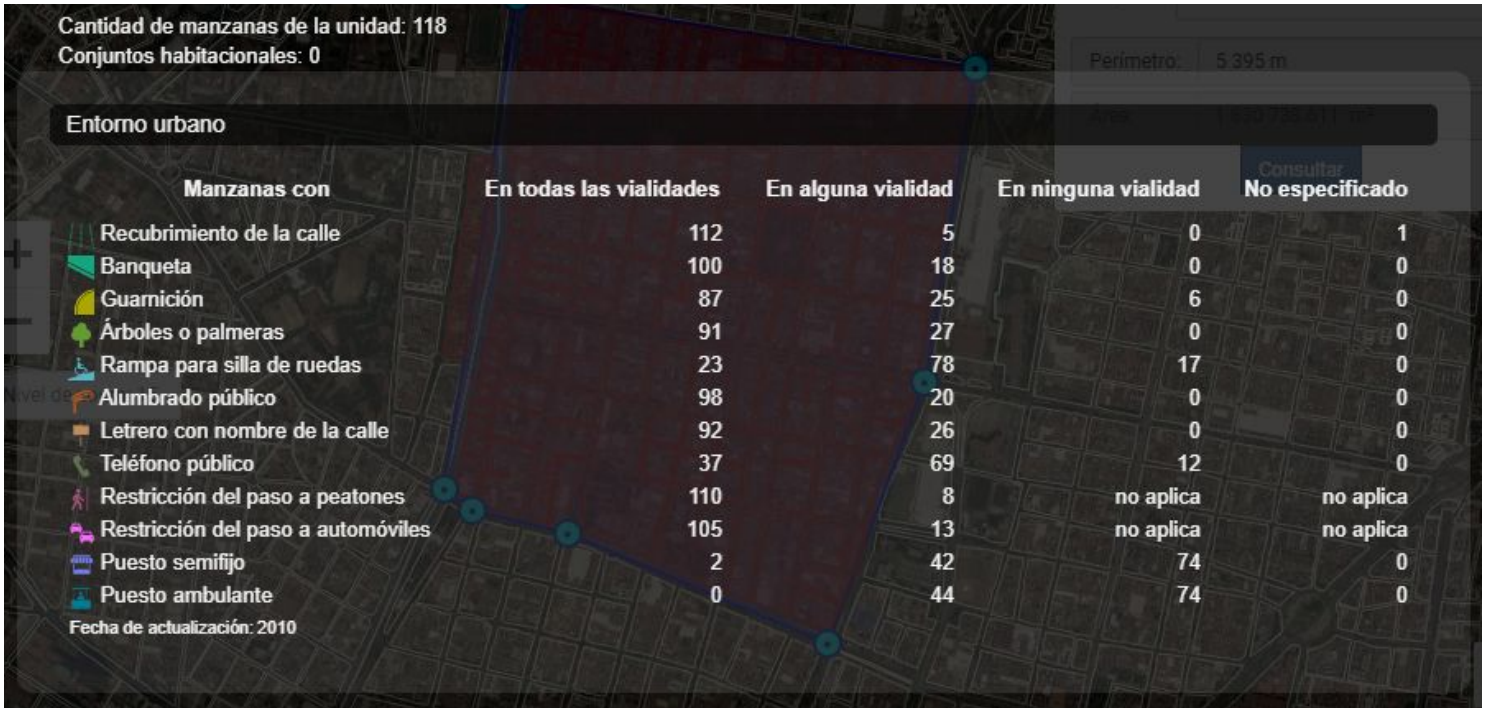 Cantidad de manzanas de la unidad: 118
Conjuntos habitacionales: 0
Perímetro: 5 395 m
Entorno urbano
Área:
Consultar
Manzanas con En todas las vialidades En alguna vialidad En ninguna vialidad No especificado
Recubrimiento de la calle 112 5 0 1
Banqueta 100 18 0 0
Guarnición 87 25 6 0
Árboles o palmeras 91 27 0 0
Rampa para silla de ruedas 23 78 17 0
Nivel de
Alumbrado público 98 20 0 0
Letrero con nombre de la calle 92 26 0 0
Teléfono público 37 69 12 0
Restricción del paso a peatones 110 8 no aplica no aplica
Restricción del paso a automóviles 105 13 no aplica no aplica
Puesto semifijo 2 42 74 0
Puesto ambulante 0 44 74 0
Fecha de actualización: 2010